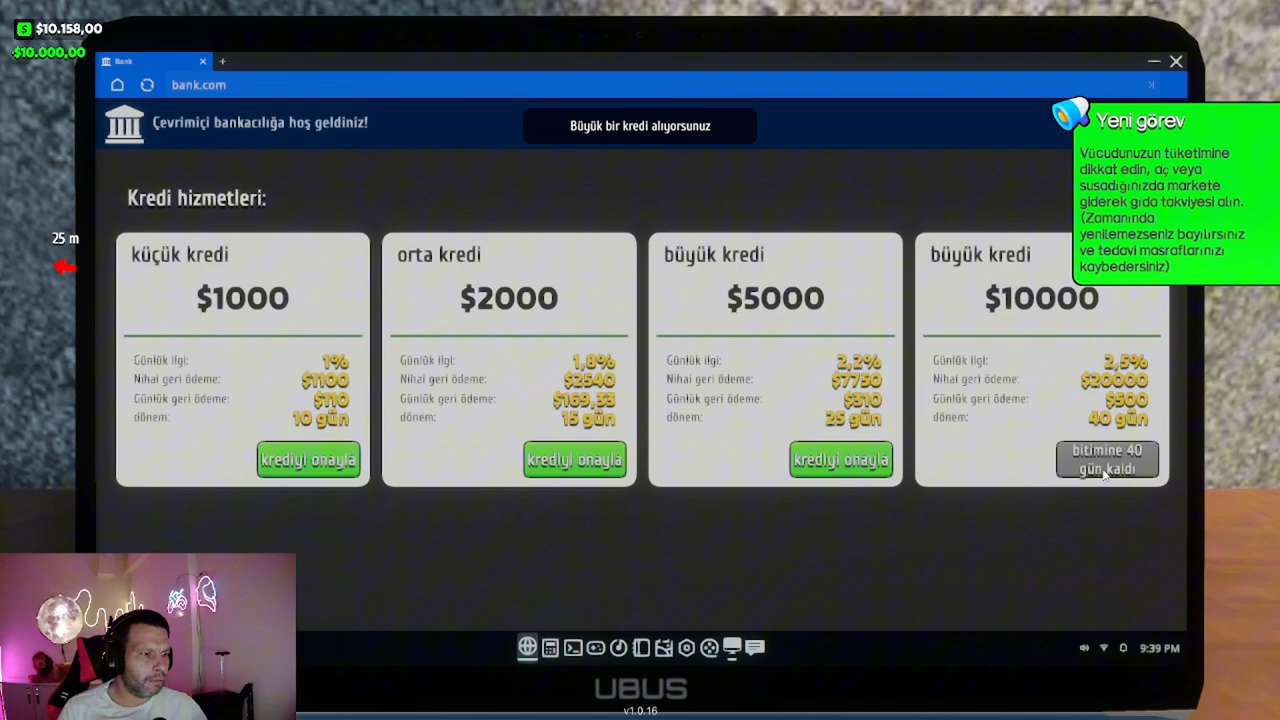 $ $10.158,00
$10.000,00
Bank
bank.com
Çevrimiçi bankacılığa hoş geldiniz!
Büyük bir kredi alıyorsunuz
Yeni görev
Vücudunuzun tüketimine
dikkat edin, aç veya
susadığınızda markete
giderek gıda takviyesi alın.
(Zamanında
yenilemezseniz bayılırsınız
ve tedavi masraflarınızı
kaybedersiniz)
Kredi hizmetleri:
25 m
küçük kredi
$1000
Günlük ilgi: 1%
Nihai geri ödeme: $1100
Günlük geri ödeme: $110
dönem: 10 gün
krediyi onayla
orta kredi
$2000
Günlük ilgi: 1,8%
Nihai geri ödeme: $2540
Günlük geri ödeme: $169,33
dönem: 15 gün
krediyi onayla
büyük kredi
$5000
Günlük ilgi: 2,2%
Nihai geri ödeme: $7750
Günlük geri ödeme: $310
dönem: 25 gün
krediyi onayla
büyük kredi
$10000
Günlük ilgi: 2,5%
Nihai geri ödeme: $20000
Günlük geri ödeme: $500
dönem: 40 gün
bitimine 40
gün kaldı
9:39 PM
UBUS
v1.0.16